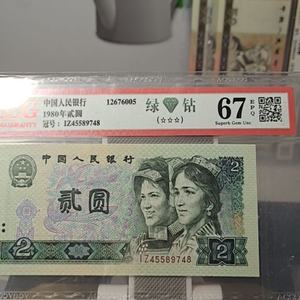 中国人民银行 12676005
1980年贰圆
冠号: IZ45589748
绿 钻
(☆☆☆)
67 EPQ
Superb Gem Unc
中国人民银行
贰圆
2
2
IZ45589748